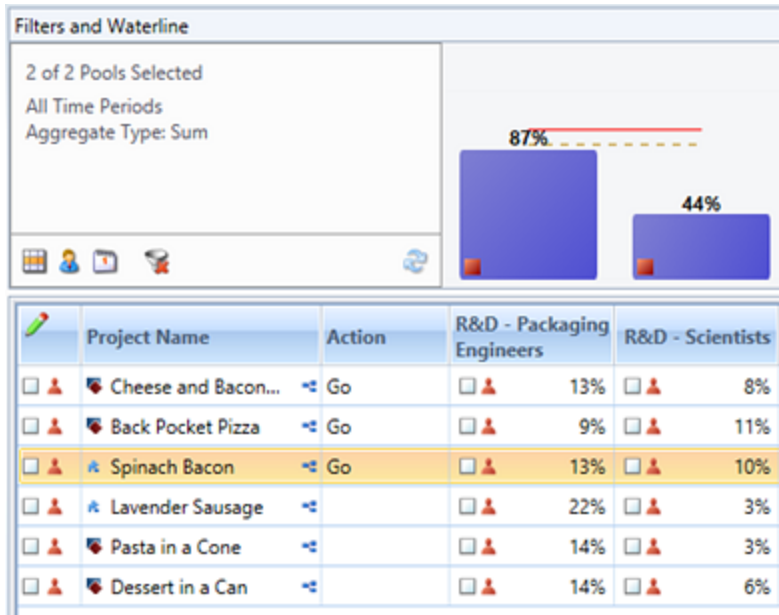 Filters and Waterline
2 of 2 Pools Selected
All Time Periods
Aggregate Type: Sum
87%
44%
Project Name Action R&D - Packaging Engineers R&D - Scientists
Cheese and Bacon... Go 13% 8%
Back Pocket Pizza Go 9% 11%
Spinach Bacon Go 13% 10%
Lavender Sausage 22% 3%
Pasta in a Cone 14% 3%
Dessert in a Can 14% 6%